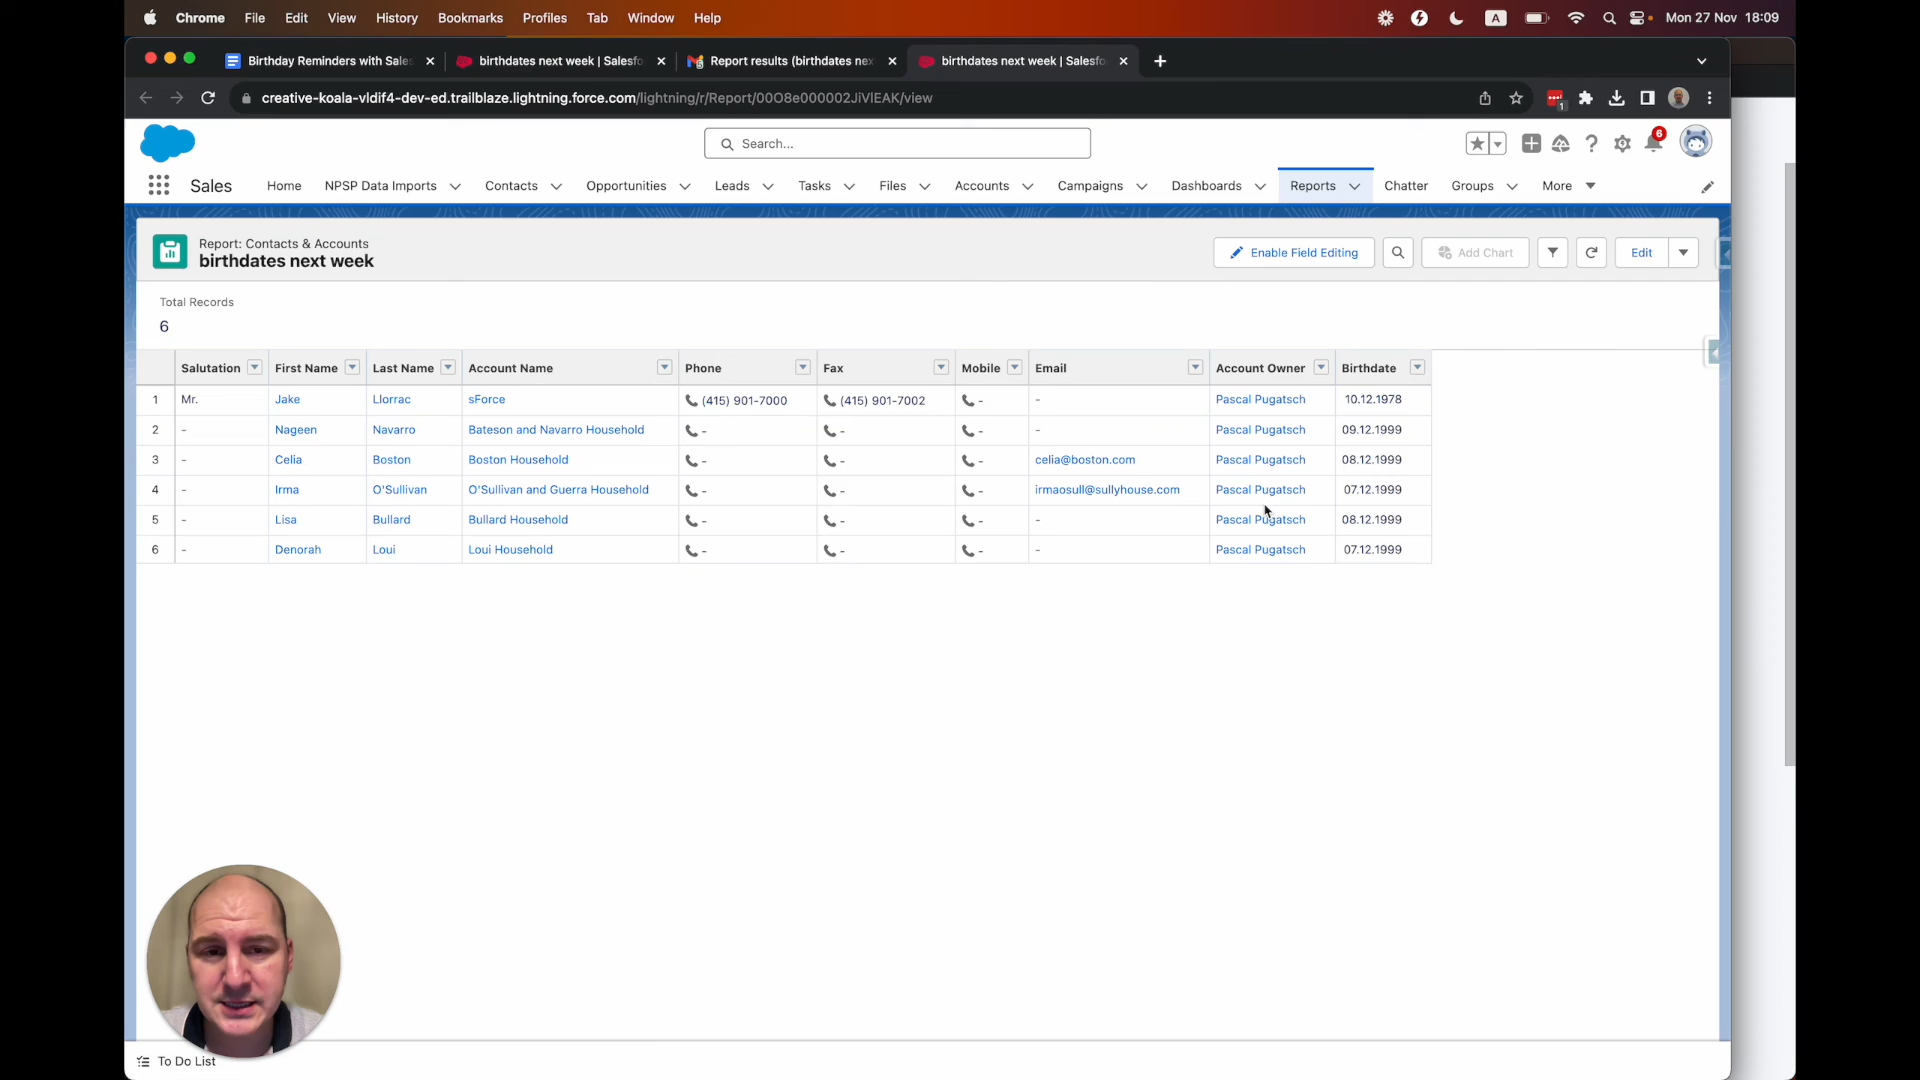 Chrome File Edit View History Bookmarks Profiles Tab Window Help A Mon 27 Nov 18:09
Birthday Reminders with Sales birthdates next week | Salesfo Report results (birthdates nex birthdates next week | Salesfo
creative-koala-vldif4-dev-ed.trailblaze.lightning.force.com/lightning/r/Report/00O8e000002JiVlEAK/view 1
Search... 6
Sales Home NPSP Data Imports Contacts Opportunities Leads Tasks Files Accounts Campaigns Dashboards Reports Chatter Groups More
Report: Contacts & Accounts
birthdates next week
Enable Field Editing Add Chart Edit
Total Records
6
Salutation First Name Last Name Account Name Phone Fax Mobile Email Account Owner Birthdate
1 Mr. Jake Llorrac sForce (415) 901-7000 (415) 901-7002 - - Pascal Pugatsch 10.12.1978
2 - Nageen Navarro Bateson and Navarro Household - - - - Pascal Pugatsch 09.12.1999
3 - Celia Boston Boston Household - - - celia@boston.com Pascal Pugatsch 08.12.1999
4 - Irma O'Sullivan O'Sullivan and Guerra Household - - - irmaosull@sullyhouse.com Pascal Pugatsch 07.12.1999
5 - Lisa Bullard Bullard Household - - - - Pascal Pugatsch 08.12.1999
6 - Denorah Loui Loui Household - - - - Pascal Pugatsch 07.12.1999
To Do List